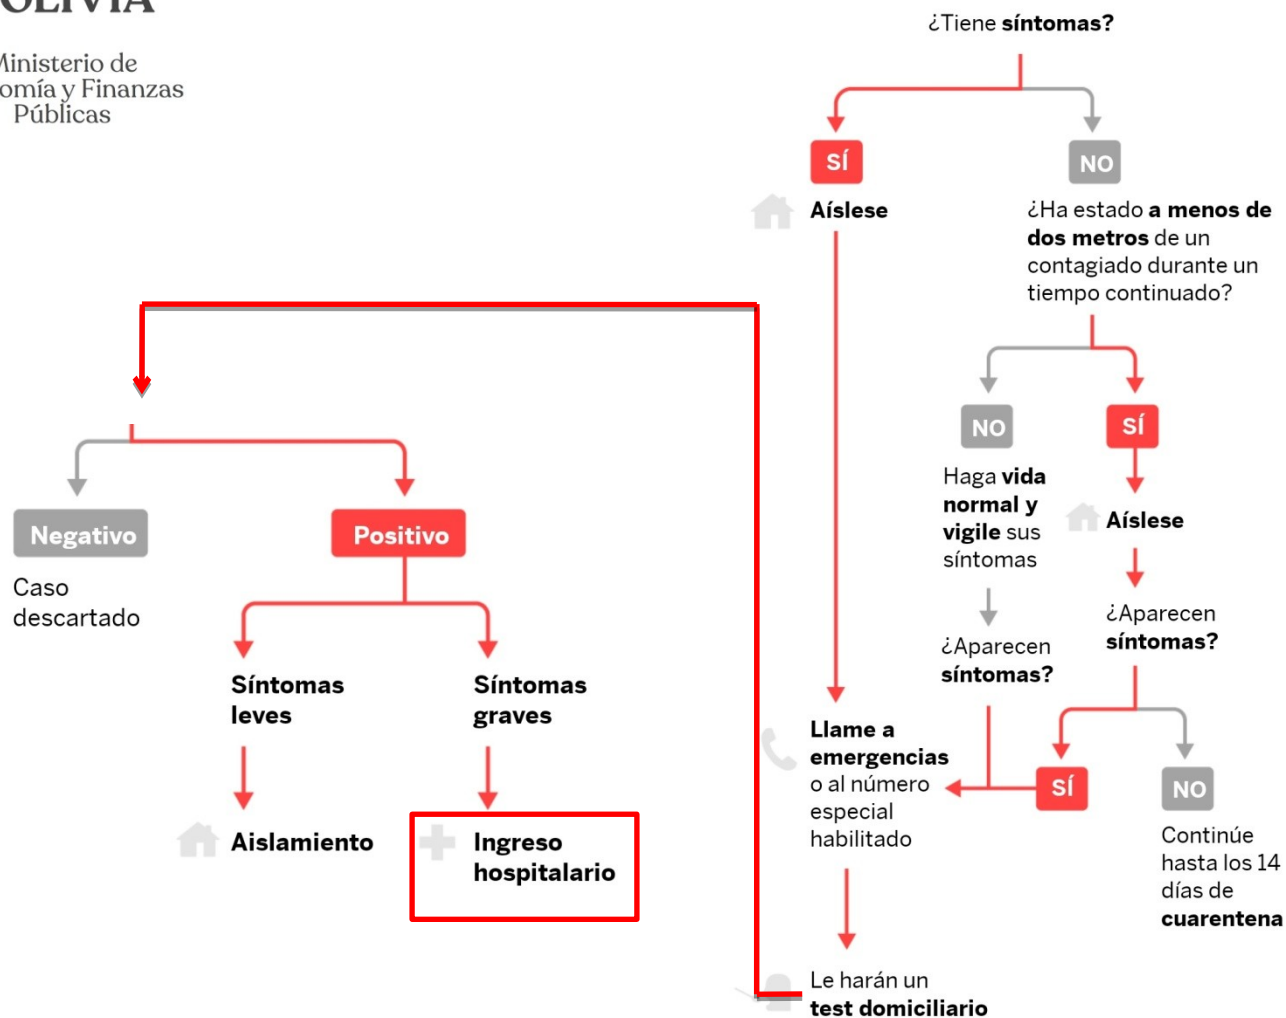 OLIVIA
Ministerio de
omía y Finanzas
Públicas
¿Tiene síntomas?
SÍ
NO
Aíslese
¿Ha estado a menos de
dos metros de un
contagiado durante un
tiempo continuado?
NO
SÍ
Haga vida
normal y
vigile sus
síntomas
Aíslese
¿Aparecen
síntomas?
¿Aparecen
síntomas?
SÍ
NO
Llame a
emergencias
o al número
especial
habilitado
Continúe
hasta los 14
días de
cuarentena
Le harán un
test domiciliario
Negativo
Positivo
Caso
descartado
Síntomas
leves
Síntomas
graves
Aislamiento
Ingreso
hospitalario